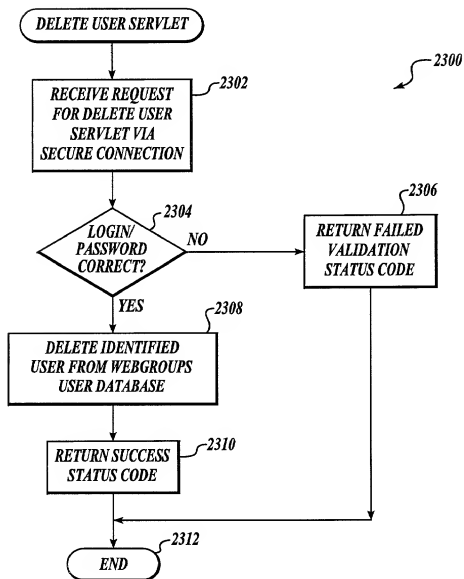 DELETE USER SERVLET
2300
2302
RECEIVE REQUEST
FOR DELETE USER
SERVLET VIA
SECURE CONNECTION
2304
LOGIN/
PASSWORD
CORRECT?
NO
2306
RETURN FAILED
VALIDATION
STATUS CODE
YES
2308
DELETE IDENTIFIED
USER FROM WEBGROUPS
USER DATABASE
2310
RETURN SUCCESS
STATUS CODE
2312
END